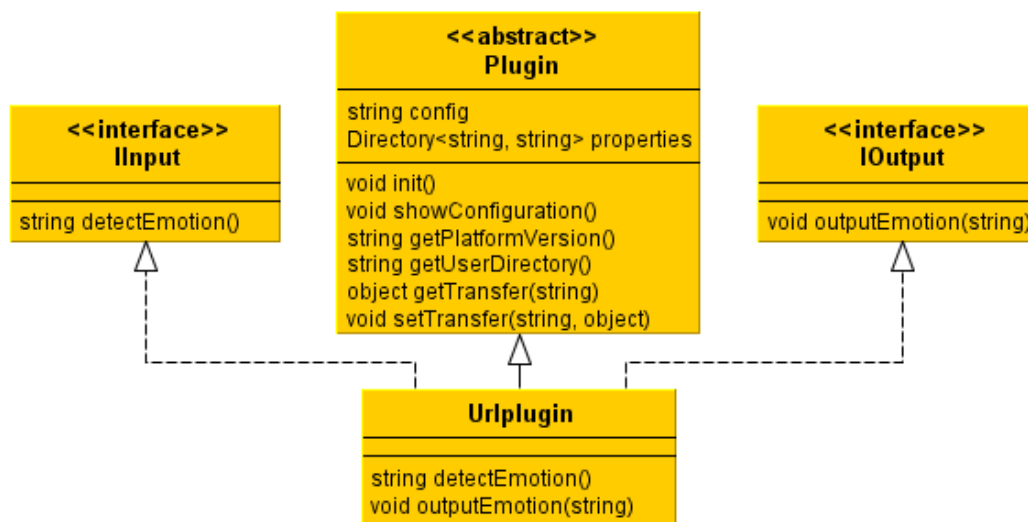 <<abstract>>
Plugin
string config
Directory<string, string> properties
void init()
void showConfiguration()
string getPlatformVersion()
string getUserDirectory()
object getTransfer(string)
void setTransfer(string, object)
<<interface>>
IInput
string detectEmotion()
<<interface>>
IOutput
void outputEmotion(string)
Urlplugin
string detectEmotion()
void outputEmotion(string)